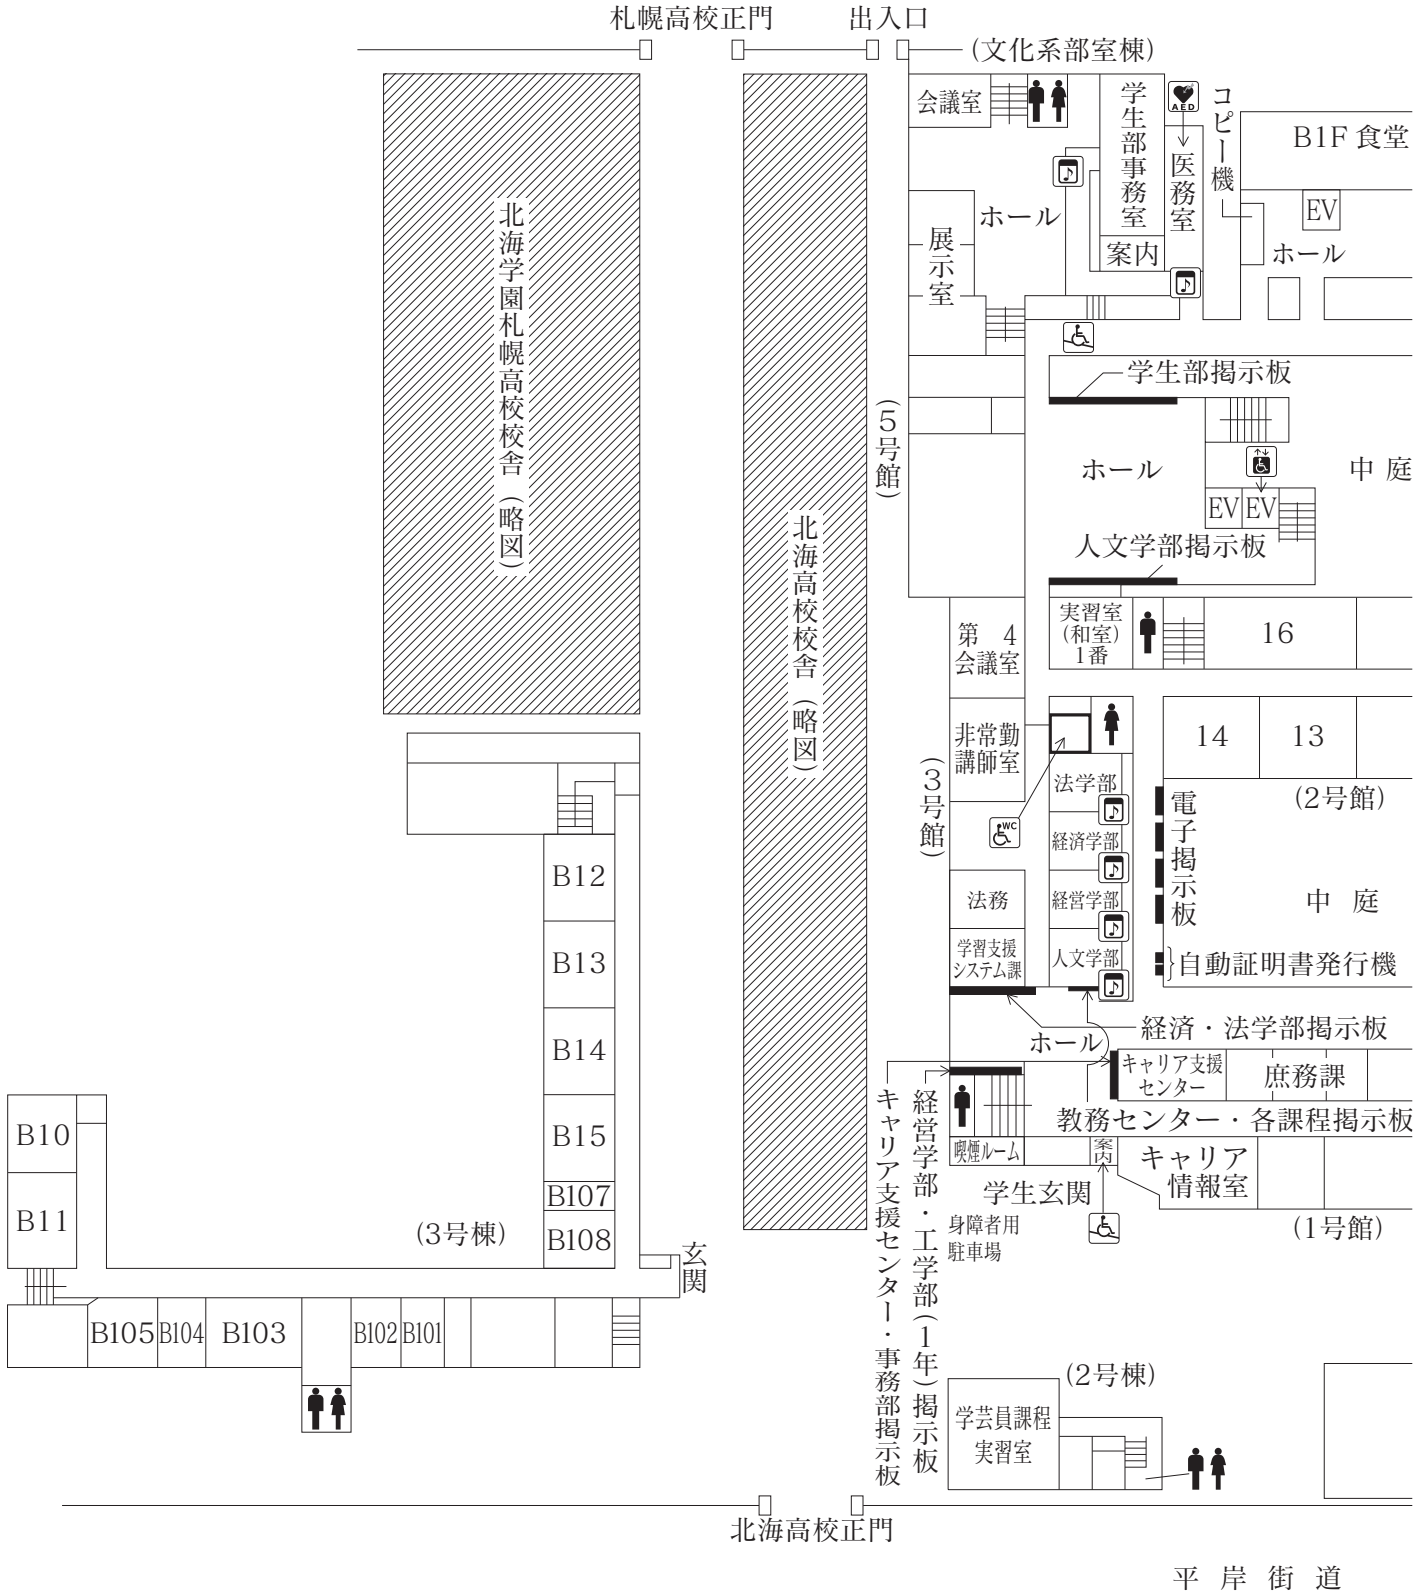 札幌高校正門
出入口
(文化系部室棟)
会議室
学生部事務室
AED
医務室
コピー機
B1F 食堂
EV
ホール
展示室
ホール
案内
北海学園札幌高校校舎(略図)
北海高校校舎(略図)
学生部掲示板
(5号館)
ホール
中庭
EV
EV
人文学部掲示板
第4
会議室
実習室
(和室)
1番
16
非常勤
講師室
14
13
(2号館)
(3号館)
法学部
WC
経済学部
電子掲示板
法務
経営学部
中庭
学習支援
システム課
人文学部
自動証明書発行機
経済・法学部掲示板
ホール
キャリア支援
センター
庶務課
教務センター・各課程掲示板
喫煙ルーム
案内
キャリア
情報室
学生玄関
身障者用
駐車場
(1号館)
キャリア支援センター・事務部掲示板
経営学部・工学部(1年)掲示板
B12
B13
B14
B15
B107
B108
B10
B11
(3号棟)
玄関
B105
B104
B103
B102
B101
(2号棟)
学芸員課程
実習室
北海高校正門
平岸街道